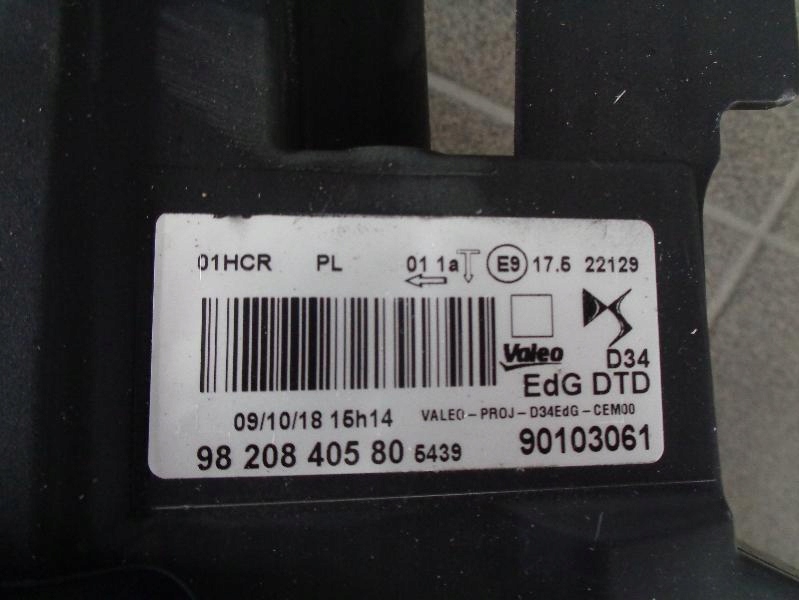 01HCR PL 01 1a E9 17.5 22129
Valeo D34
EdG DTD
09/10/18 15h14 VALEO-PROJ-D34EdG-CEM00
98 208 405 80 5439 90103061